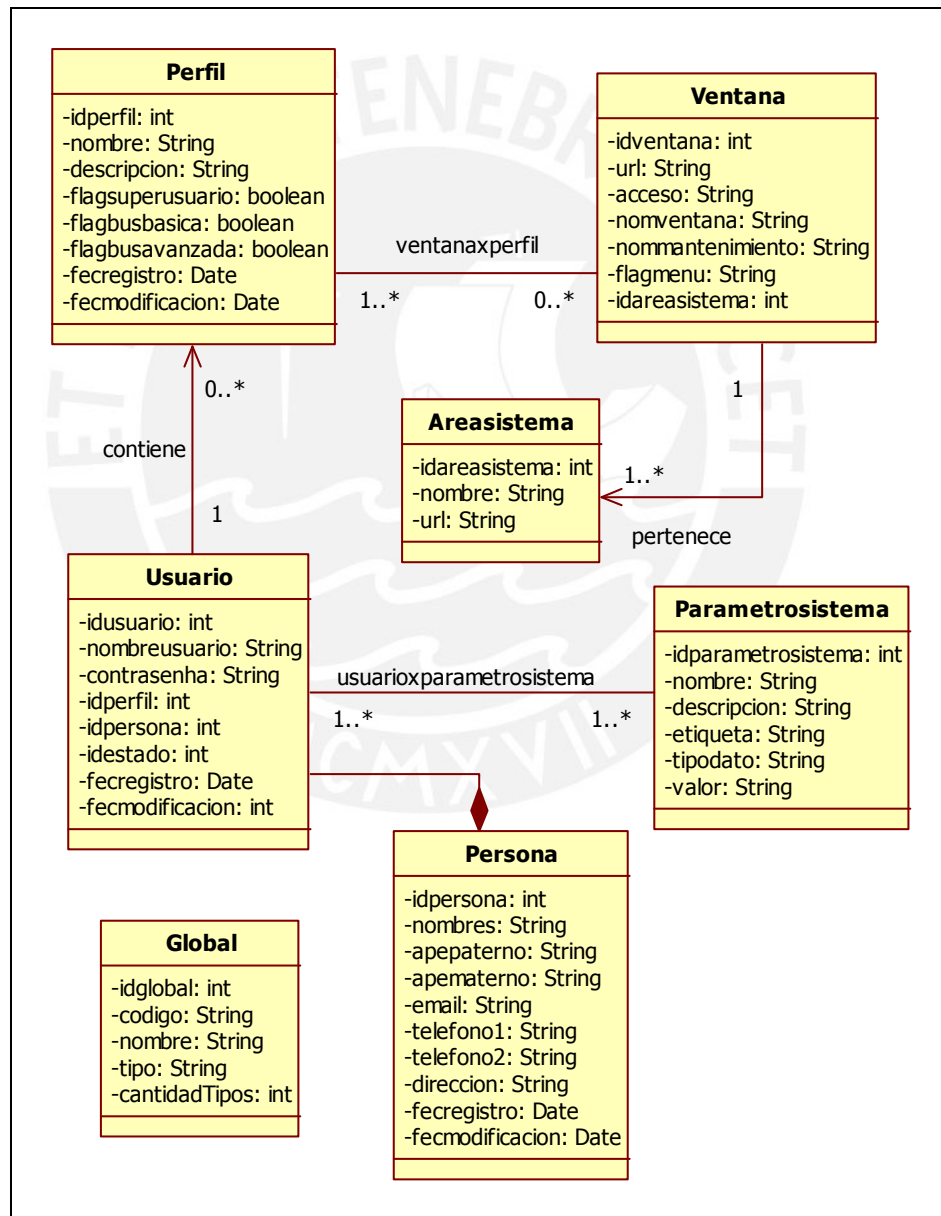 Perfil
-idperfil: int
-nombre: String
-descripcion: String
-flagsuperusuario: boolean
-flagbusbasica: boolean
-flagbusavanzada: boolean
-fecregistro: Date
-fecmodificacion: Date
Ventana
-idventana: int
-url: String
-acceso: String
-nomventana: String
-nommantenimiento: String
-flagmenu: String
-idareasistema: int
ventanaxperfil
1..*
0..*
0..*
contiene
1
1
1..*
pertenece
Areasistema
-idareasistema: int
-nombre: String
-url: String
Usuario
-idusuario: int
-nombreusuario: String
-contrasenha: String
-idperfil: int
-idpersona: int
-idestado: int
-fecregistro: Date
-fecmodificacion: int
usuarioxparametrosistema
1..*
1..*
Parametrosistema
-idparametrosistema: int
-nombre: String
-descripcion: String
-etiqueta: String
-tipodato: String
-valor: String
Global
-idglobal: int
-codigo: String
-nombre: String
-tipo: String
-cantidadTipos: int
Persona
-idpersona: int
-nombres: String
-apepaterno: String
-apematerno: String
-email: String
-telefono1: String
-telefono2: String
-direccion: String
-fecregistro: Date
-fecmodificacion: Date